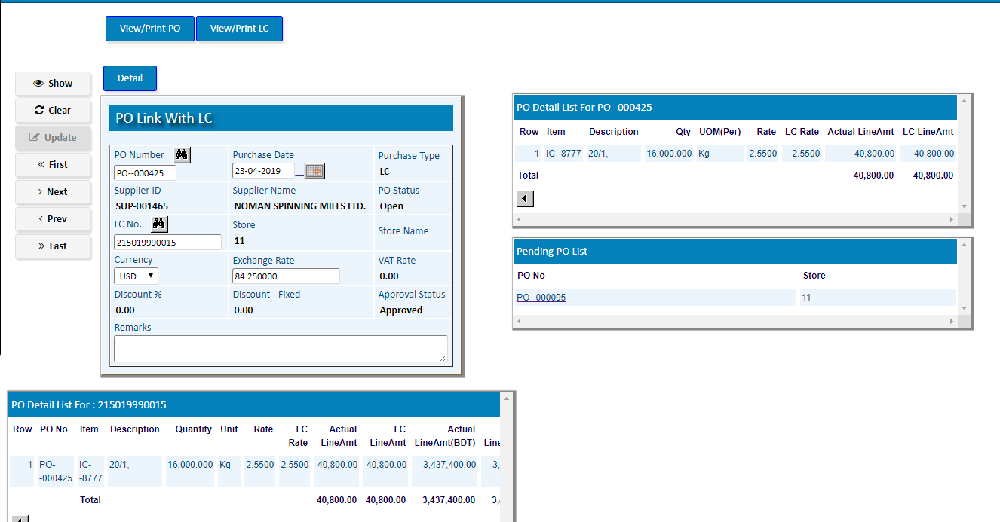 View/Print PO View/Print LC
Detail
Show
Clear
Update
« First
› Next
‹ Prev
» Last
PO Link With LC
PO Number Purchase Date Purchase Type
PO--000425 23-04-2019 LC
Supplier ID Supplier Name PO Status
SUP-001465 NOMAN SPINNING MILLS LTD. Open
LC No. Store Store Name
215019990015 11
Currency Exchange Rate VAT Rate
USD 84.250000 0.00
Discount % Discount - Fixed Approval Status
0.00 0.00 Approved
Remarks
PO Detail List For PO--000425
Row Item Description Qty UOM(Per) Rate LC Rate Actual LineAmt LC LineAmt
1 IC--8777 20/1, 16,000.000 Kg 2.5500 2.5500 40,800.00 40,800.00
Total 40,800.00 40,800.00
Pending PO List
PO No Store
PO--000095 11
PO Detail List For : 215019990015
Row PO No Item Description Quantity Unit Rate LC Actual LC Actual
Rate LineAmt LineAmt LineAmt(BDT) Line
1 PO- IC- 20/1, 16,000.000 Kg 2.5500 2.5500 40,800.00 40,800.00 3,437,400.00 3,
-000425 -8777
Total 40,800.00 40,800.00 3,437,400.00 3,